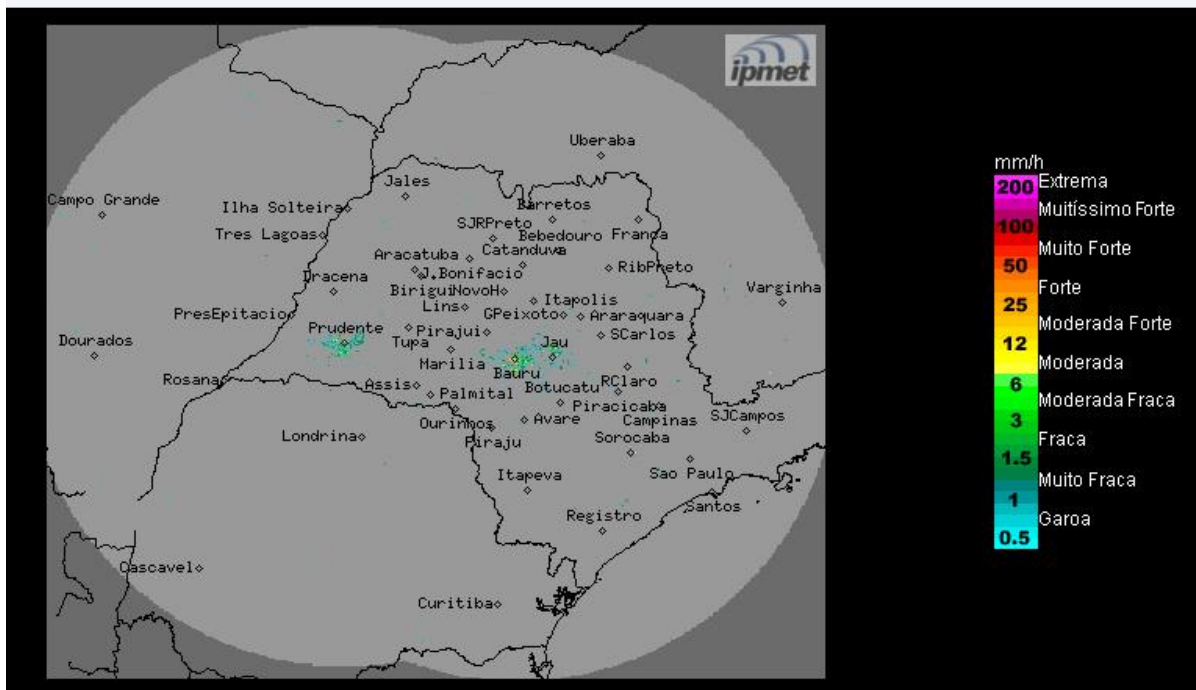 ipmet
Uberaba
Jales
Campo Grande
Ilha Solteira
Barretos
SJRPreto
Tres Lagoas
Bebedouro
Franca
Catanduva
Aracatuba
J.Bonifacio
RibPreto
Dracena
Birigui
NovoH
Varginha
Lins
Itapolis
PresEpitacio
GPeixoto
Araraquara
Prudente
Pirajui
SCarlos
Dourados
Tupa
Jau
Marilia
Bauru
Rosana
Assis
Botucatu
RClaro
Palmital
Piracicaba
SJCampos
Ourinhos
Avare
Campinas
Londrina
Piraju
Sorocaba
Itapeva
Sao Paulo
Santos
Registro
Cascavel
Curitiba
mm/h
200 Extrema
Muitíssimo Forte
100
Muito Forte
50
Forte
25
Moderada Forte
12
Moderada
6
Moderada Fraca
3
Fraca
1.5
Muito Fraca
1
Garoa
0.5